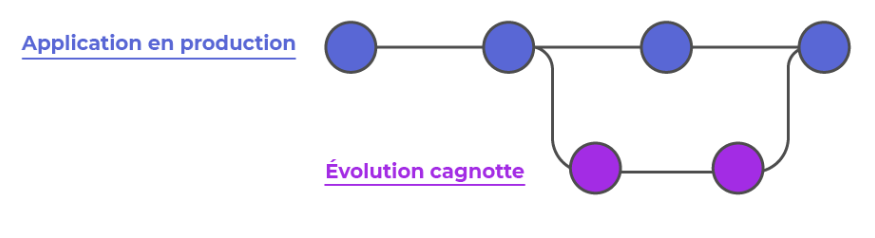 Application en production
Évolution cagnotte